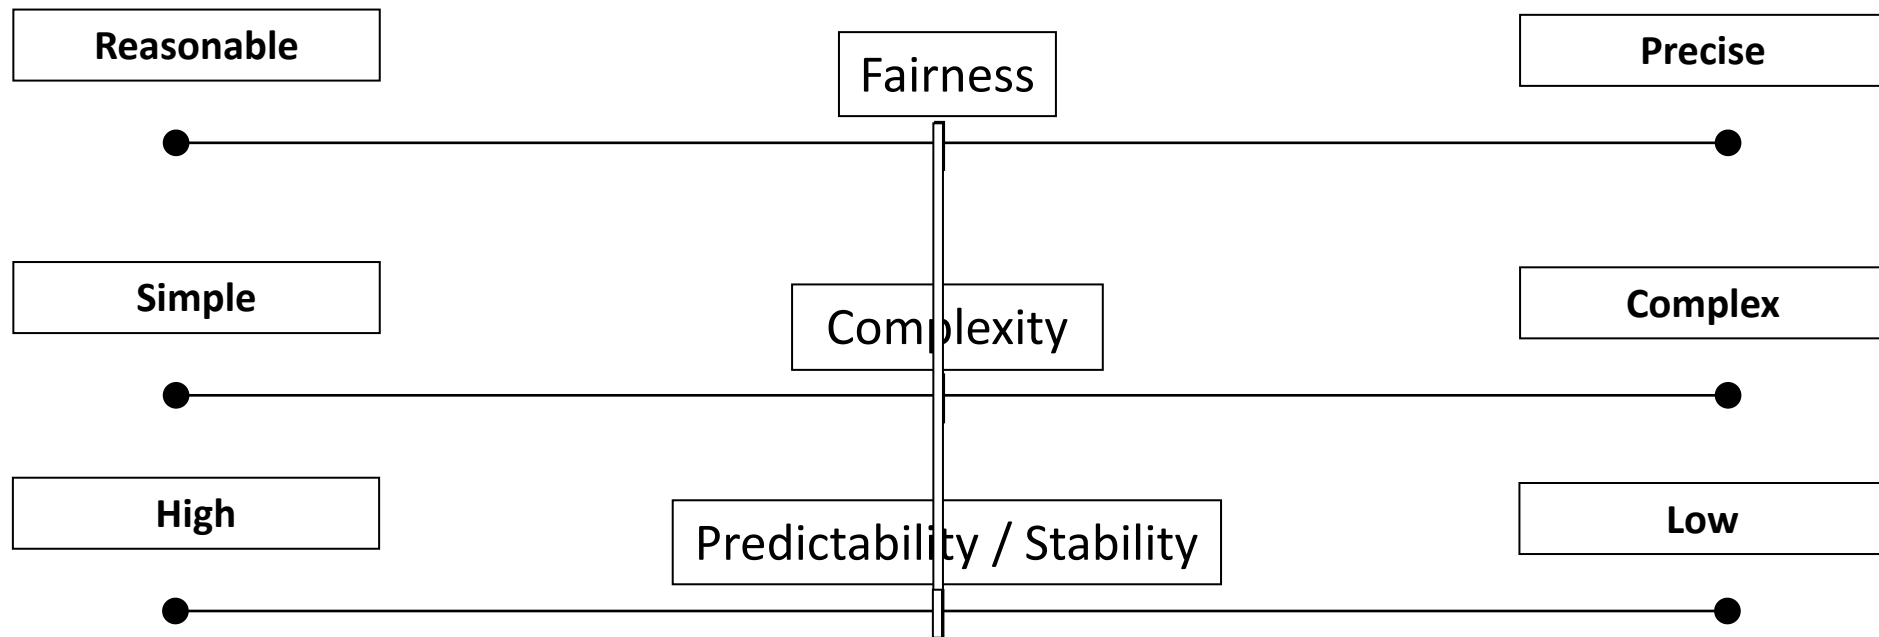 Reasonable
Fairness
Precise
Simple
Complexity
Complex
High
Predictability / Stability
Low